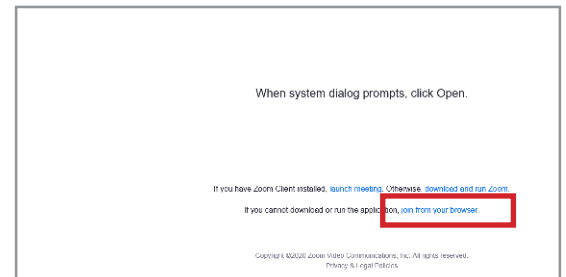 When system dialog prompts, click Open.
If you have Zoom Client installed, launch meeting. Otherwise, download and run Zoom.
If you cannot download or run the application, join from your browser.
Copyright ©2020 Zoom Video Communications, Inc. All rights reserved.
Privacy & Legal Policies